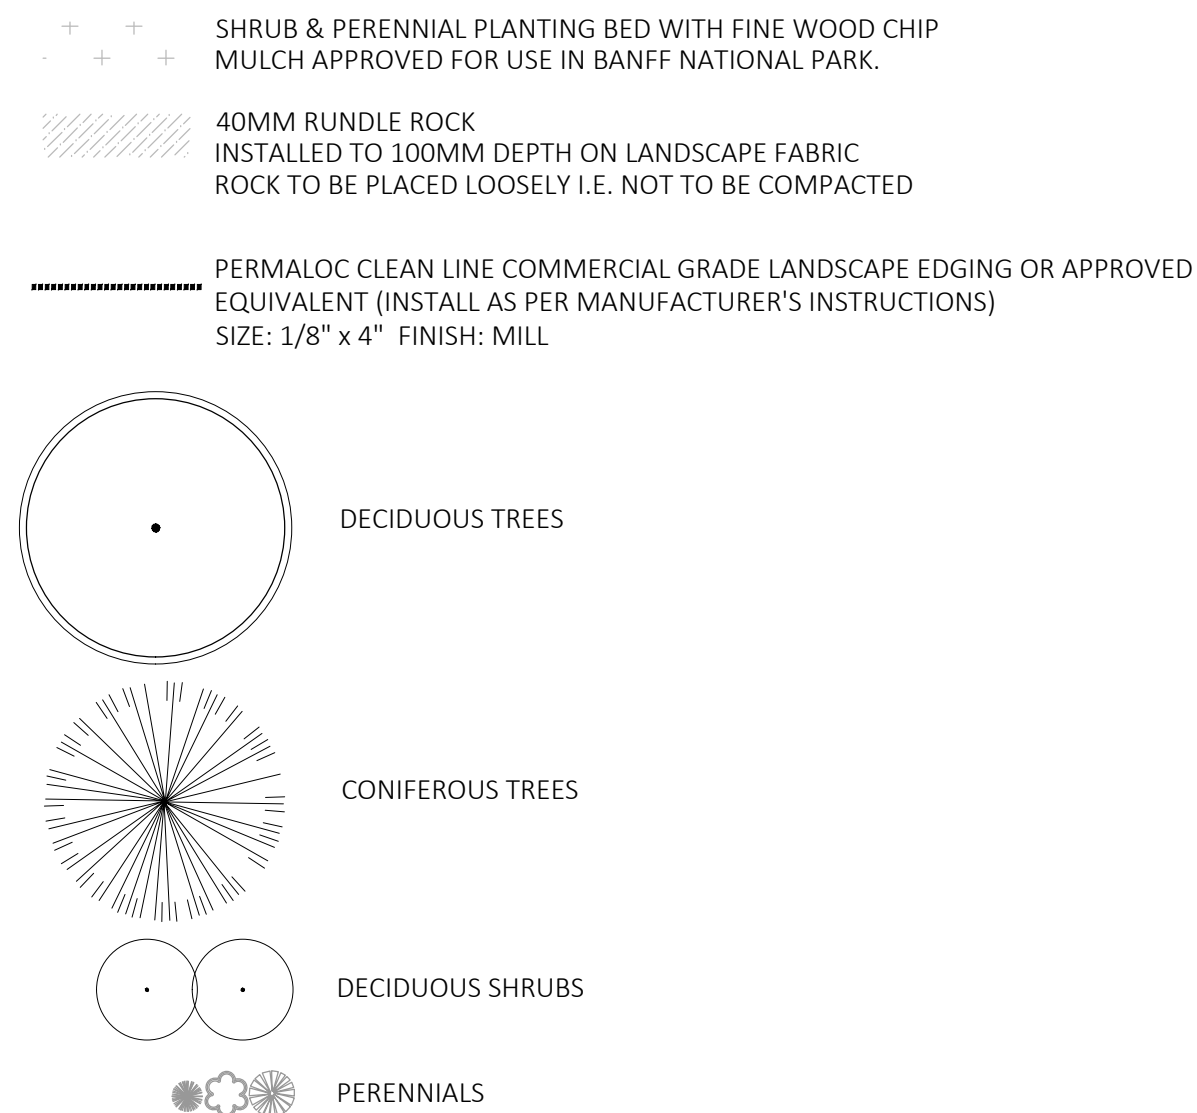 SHRUB & PERENNIAL PLANTING BED WITH FINE WOOD CHIP
MULCH APPROVED FOR USE IN BANFF NATIONAL PARK.
40MM RUNDLE ROCK
INSTALLED TO 100MM DEPTH ON LANDSCAPE FABRIC
ROCK TO BE PLACED LOOSELY I.E. NOT TO BE COMPACTED
PERMALOC CLEAN LINE COMMERCIAL GRADE LANDSCAPE EDGING OR APPROVED
EQUIVALENT (INSTALL AS PER MANUFACTURER'S INSTRUCTIONS)
SIZE: 1/8" x 4"  FINISH: MILL
DECIDUOUS TREES
CONIFEROUS TREES
DECIDUOUS SHRUBS
PERENNIALS